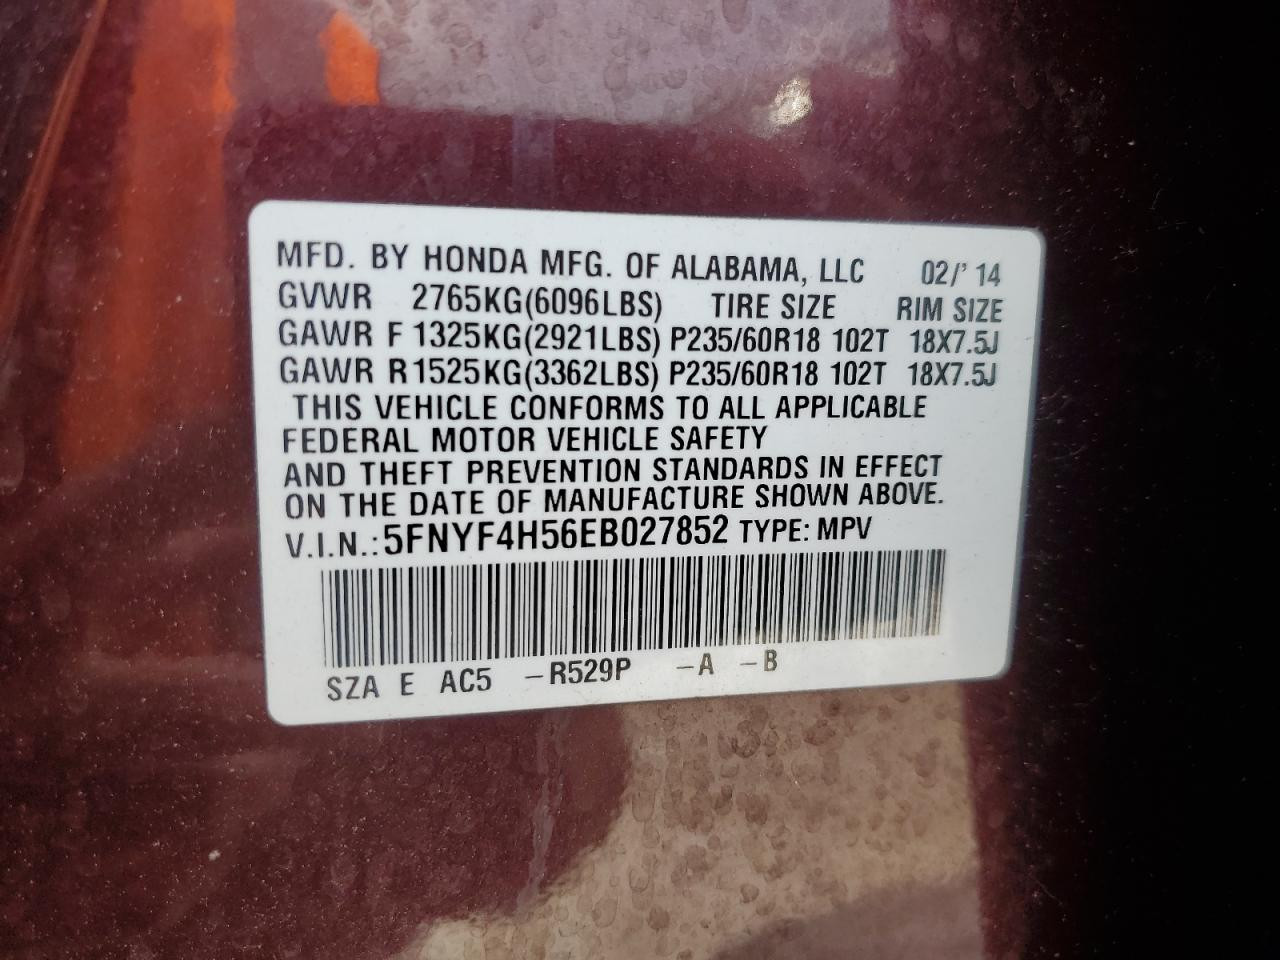 MFD. BY HONDA MFG. OF ALABAMA, LLC 02/' 14
GVWR 2765KG(6096LBS) TIRE SIZE RIM SIZE
GAWR F 1325KG(2921LBS) P235/60R18 102T 18X7.5J
GAWR R 1525KG(3362LBS) P235/60R18 102T 18X7.5J
THIS VEHICLE CONFORMS TO ALL APPLICABLE
FEDERAL MOTOR VEHICLE SAFETY
AND THEFT PREVENTION STANDARDS IN EFFECT
ON THE DATE OF MANUFACTURE SHOWN ABOVE.
V.I.N.: 5FNYF4H56EB027852 TYPE: MPV
SZA E AC5 -R529P -A -B